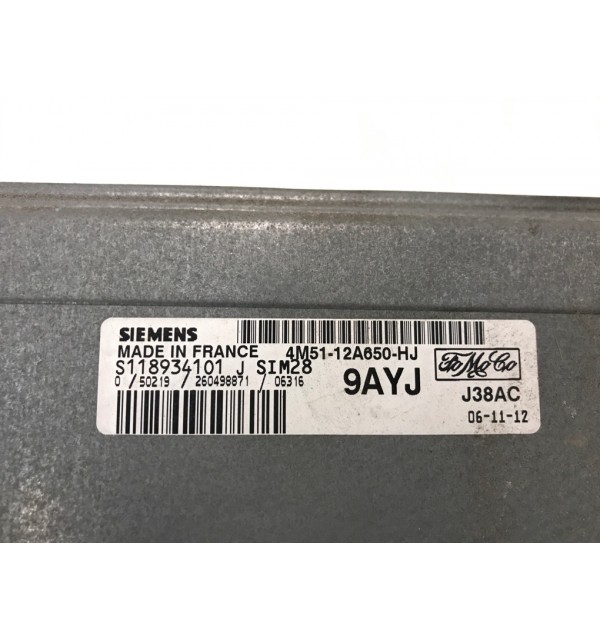 SIEMENS
MADE IN FRANCE 4M51-12A650-HJ
S118934101 J SIM28
0 / 50219 / 260498871 / 06316
9AYJ
FoMoCo
J38AC
06-11-12